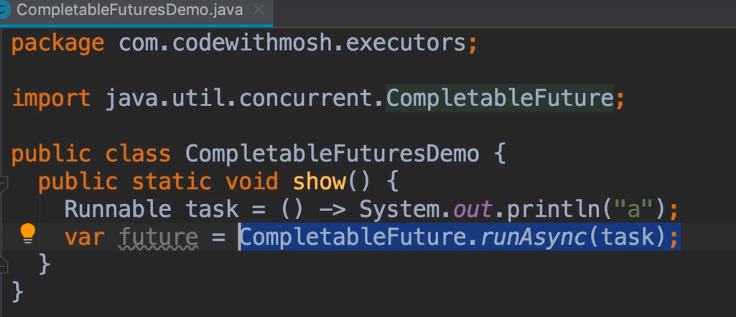 CompletableFuturesDemo.java
package com.codewithmosh.executors;
import java.util.concurrent.CompletableFuture;
public class CompletableFuturesDemo {
public static void show() {
Runnable task = () -> System.out.println("a");
var future = CompletableFuture.runAsync(task);
}
}